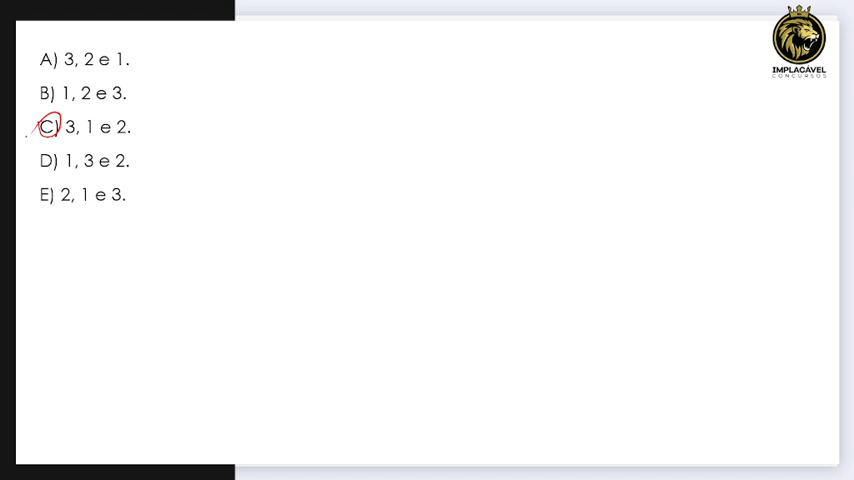 IMPLACÁVEL
CONCURSOS
A) 3, 2 e 1.
B) 1, 2 e 3.
C) 3, 1 e 2.
D) 1, 3 e 2.
E) 2, 1 e 3.